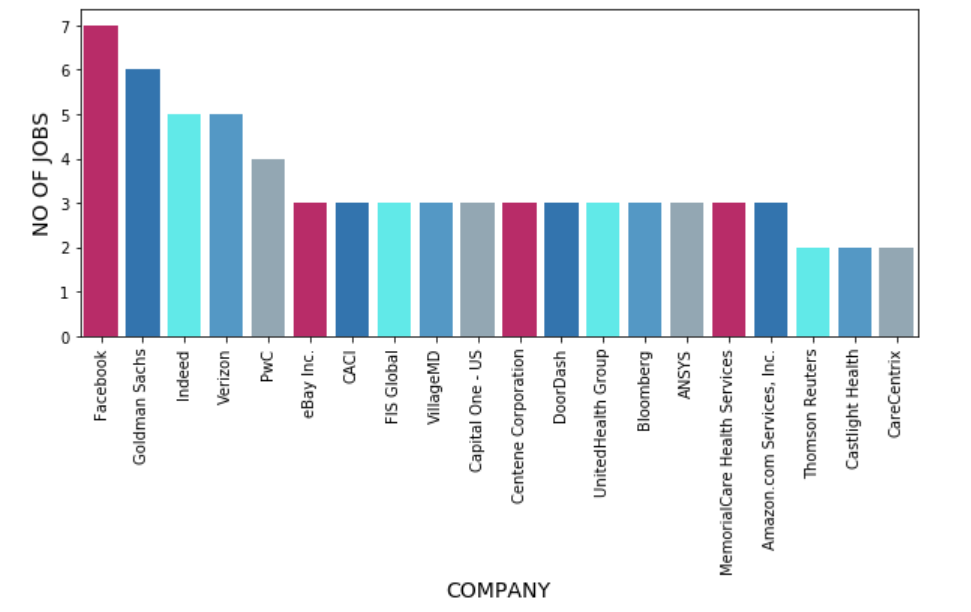 7
6
5
4
3
2
1
0
NO OF JOBS
Facebook
Goldman Sachs
Indeed
Verizon
PwC
eBay Inc.
CACI
FIS Global
VillageMD
Capital One - US
Centene Corporation
DoorDash
UnitedHealth Group
Bloomberg
ANSYS
MemorialCare Health Services
Amazon.com Services, Inc.
Thomson Reuters
Castlight Health
CareCentrix
COMPANY